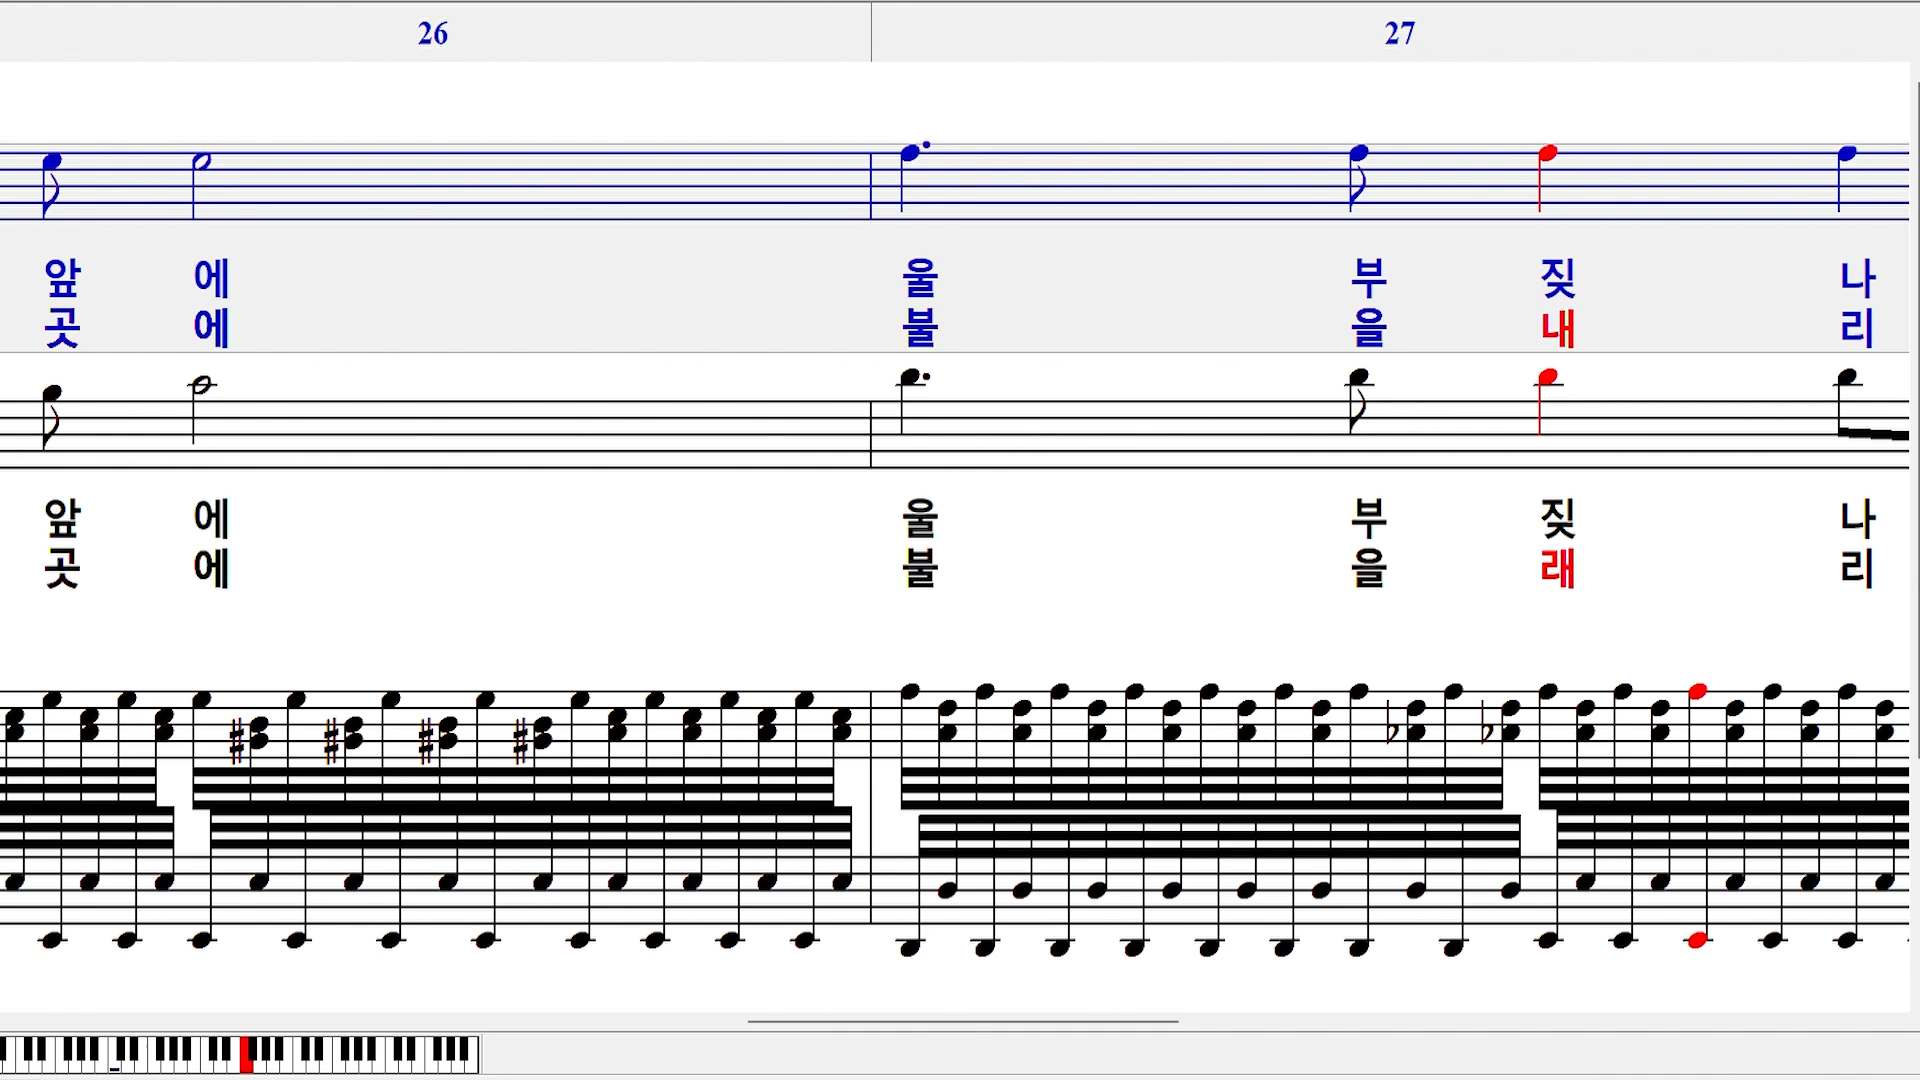 26 27
앞 에 울 부 짖 나
곳 에 불 을 내 리
앞 에 울 부 짖 나
곳 에 불 을 래 리